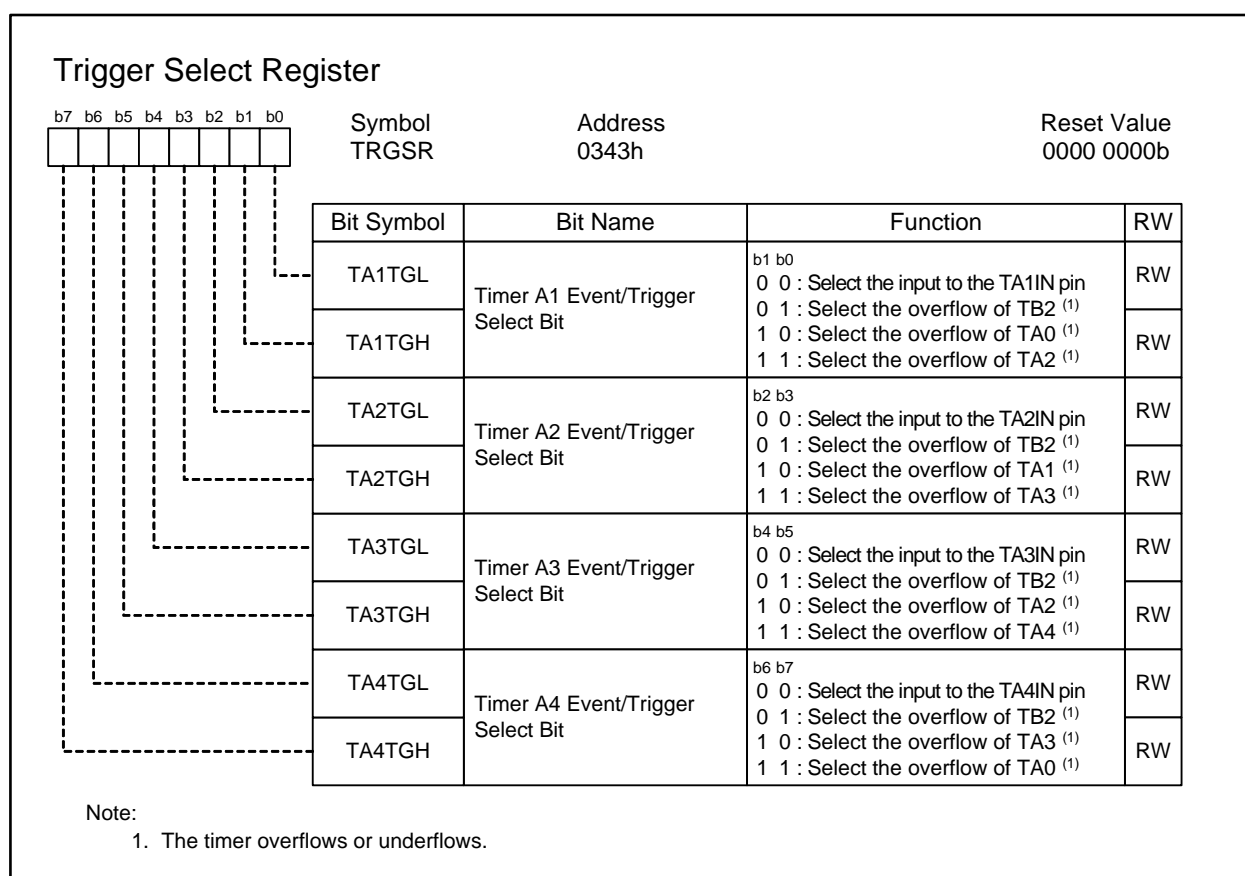 Trigger Select Register
b7 b6 b5 b4 b3 b2 b1 b0
Symbol Address Reset Value
TRGSR 0343h 0000 0000b
Bit Symbol Bit Name Function RW
TA1TGL
TA1TGH
Timer A1 Event/Trigger
Select Bit
b1 b0
0 0 : Select the input to the TA1IN pin
0 1 : Select the overflow of TB2 (1)
1 0 : Select the overflow of TA0 (1)
1 1 : Select the overflow of TA2 (1)
RW
RW
TA2TGL
TA2TGH
Timer A2 Event/Trigger
Select Bit
b2 b3
0 0 : Select the input to the TA2IN pin
0 1 : Select the overflow of TB2 (1)
1 0 : Select the overflow of TA1 (1)
1 1 : Select the overflow of TA3 (1)
RW
RW
TA3TGL
TA3TGH
Timer A3 Event/Trigger
Select Bit
b4 b5
0 0 : Select the input to the TA3IN pin
0 1 : Select the overflow of TB2 (1)
1 0 : Select the overflow of TA2 (1)
1 1 : Select the overflow of TA4 (1)
RW
RW
TA4TGL
TA4TGH
Timer A4 Event/Trigger
Select Bit
b6 b7
0 0 : Select the input to the TA4IN pin
0 1 : Select the overflow of TB2 (1)
1 0 : Select the overflow of TA3 (1)
1 1 : Select the overflow of TA0 (1)
RW
RW
Note:
1. The timer overflows or underflows.